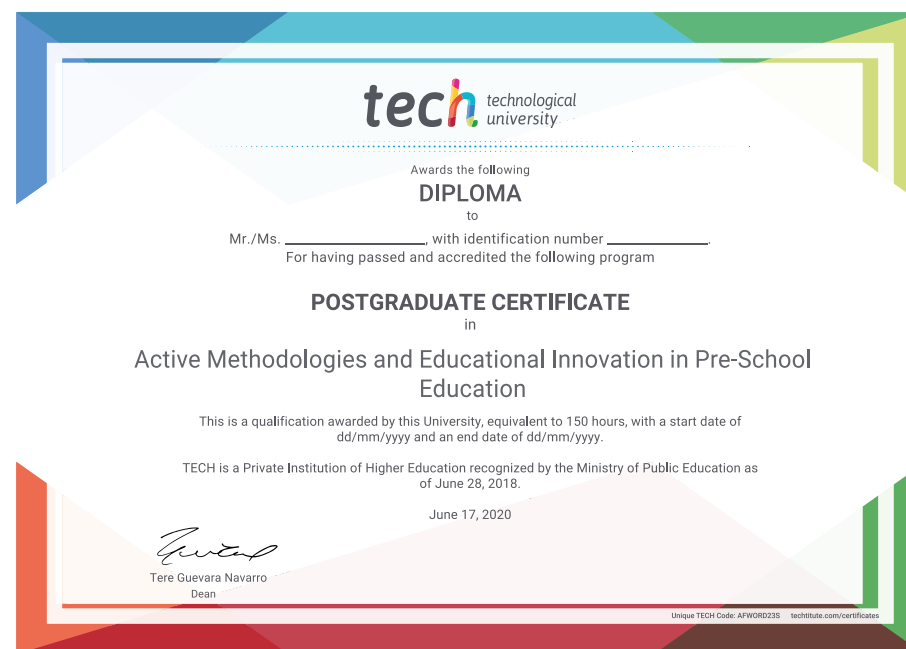 tech technological
university
Awards the following
DIPLOMA
to
Mr./Ms. ____________________, with identification number ______________.
For having passed and accredited the following program
POSTGRADUATE CERTIFICATE
in
Active Methodologies and Educational Innovation in Pre-School
Education
This is a qualification awarded by this University, equivalent to 150 hours, with a start date of
dd/mm/yyyy and an end date of dd/mm/yyyy.
TECH is a Private Institution of Higher Education recognized by the Ministry of Public Education as
of June 28, 2018.
June 17, 2020
Tere Guevara Navarro
Dean
Unique TECH Code: AFWORD23S techtitute.com/certificates